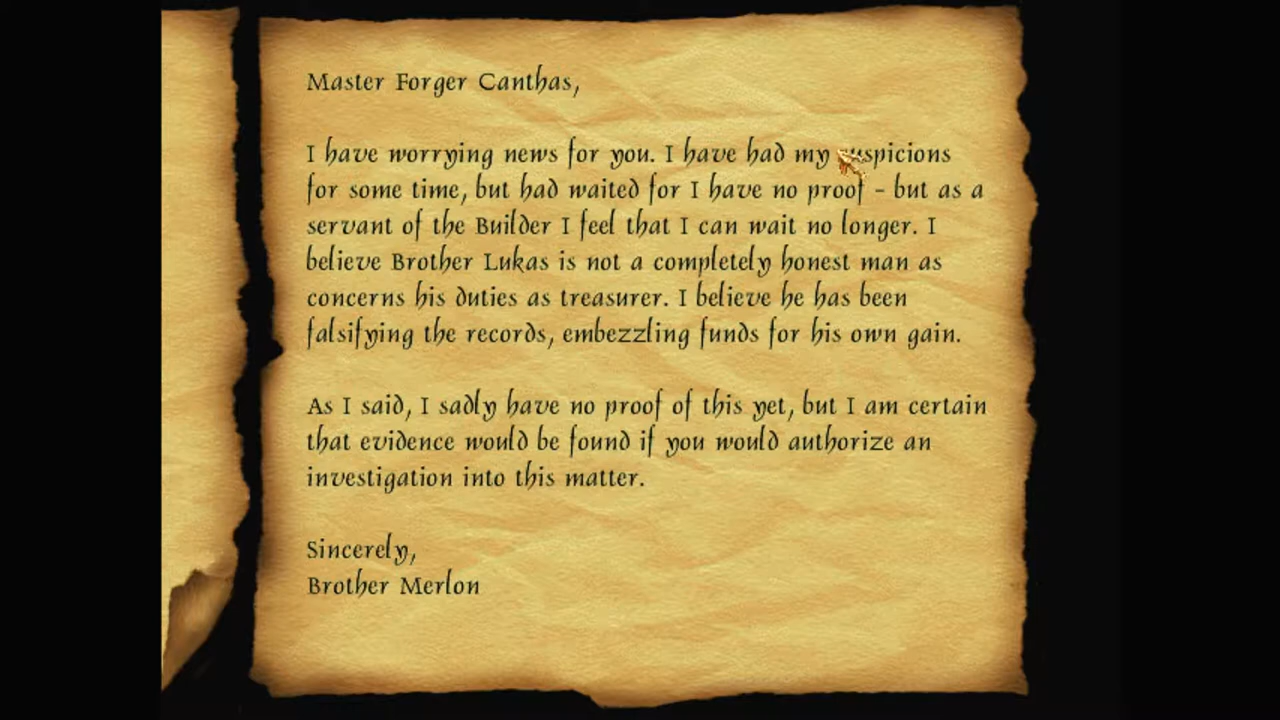 Master Forger Canthas,
I have worrying news for you. I have had my suspicions
for some time, but had waited for I have no proof - but as a
servant of the Builder I feel that I can wait no longer. I
believe Brother Lukas is not a completely honest man as
concerns his duties as treasurer. I believe he has been
falsifying the records, embezzling funds for his own gain.
As I said, I sadly have no proof of this yet, but I am certain
that evidence would be found if you would authorize an
investigation into this matter.
Sincerely,
Brother Merlon